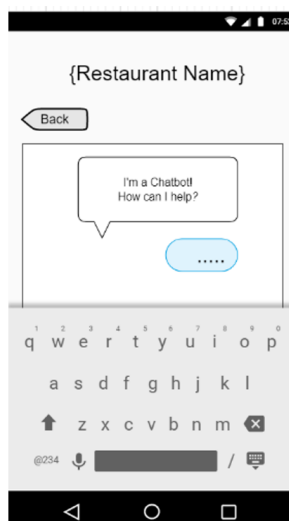 07:53
{Restaurant Name}
Back
I'm a Chatbot!
How can I help?
.....
1 2 3 4 5 6 7 8 9 0
q w e r t y u i o p
a s d f g h j k l
z x c v b n m
@234 /